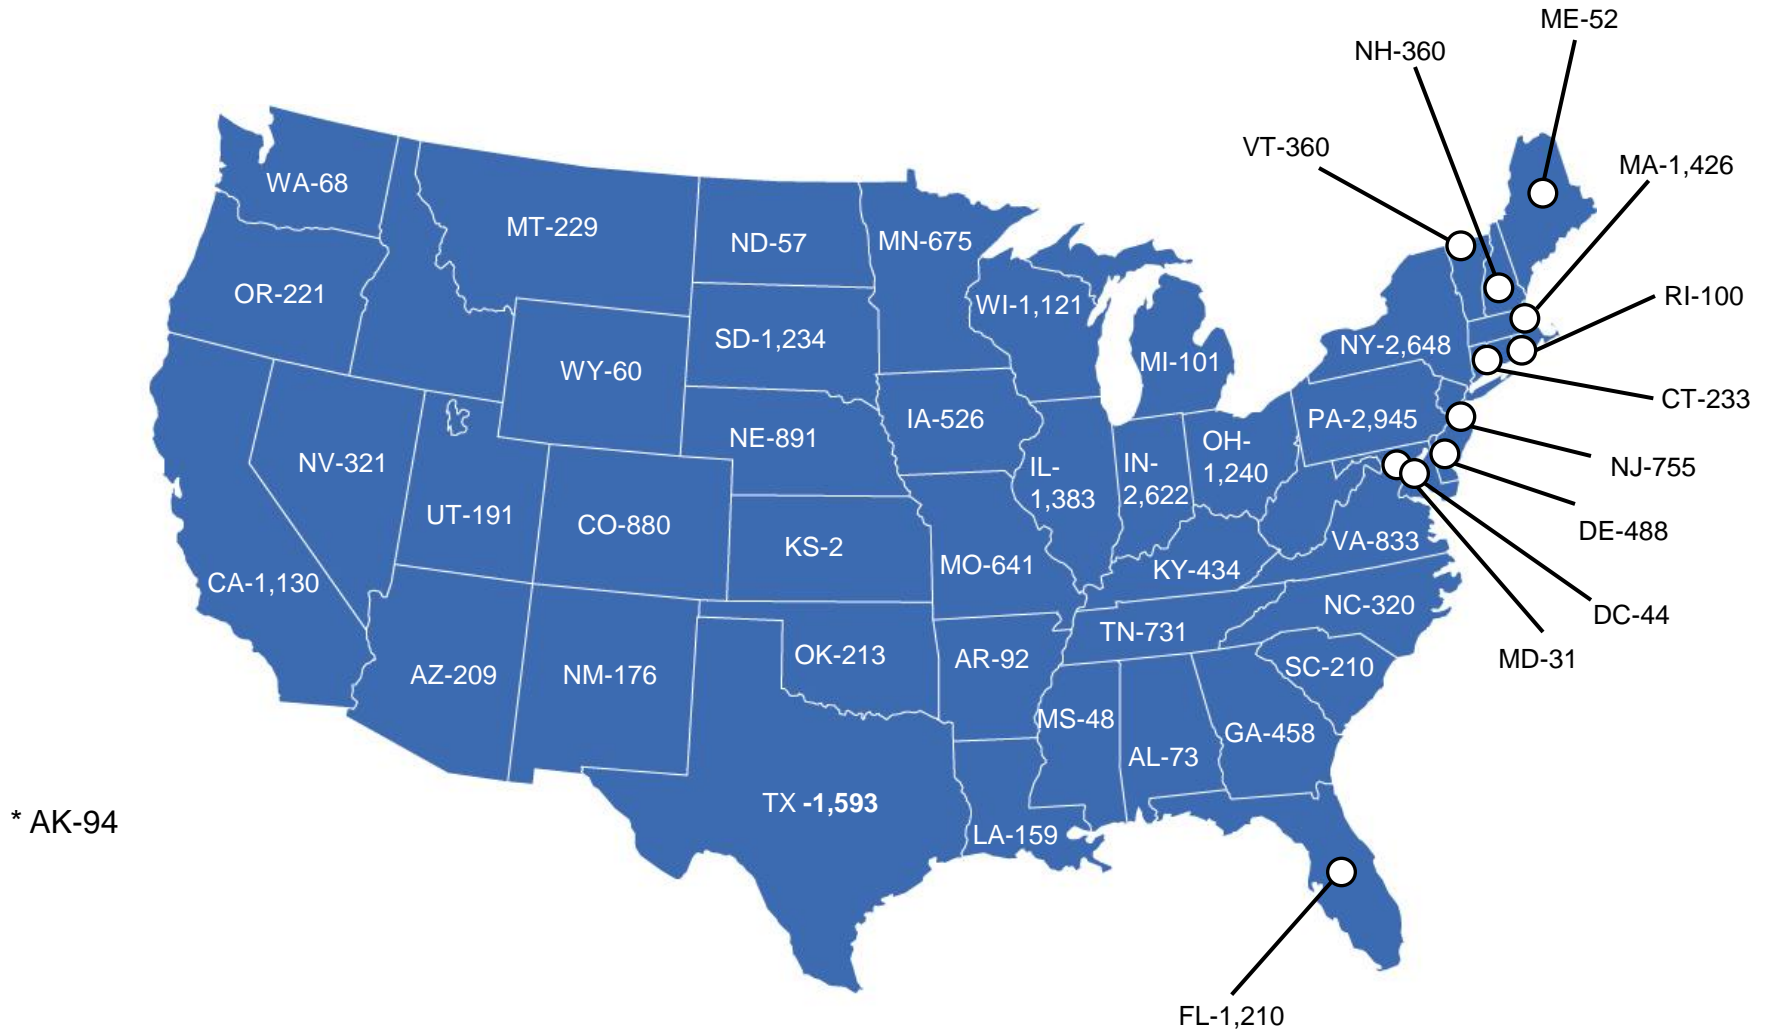 ME-52
NH-360
VT-360
MA-1,426
WA-68
MT-229
ND-57
MN-675
OR-221
RI-100
WI-1,121
SD-1,234
NY-2,648
MI-101
WY-60
CT-233
IA-526
PA-2,945
NE-891
OH-
1,240
NV-321
IL-
1,383
IN-
2,622
NJ-755
UT-191
CO-880
DE-488
KS-2
VA-833
MO-641
KY-434
CA-1,130
NC-320
DC-44
TN-731
OK-213
AR-92
MD-31
SC-210
AZ-209
NM-176
MS-48
GA-458
AL-73
TX -1,593
* AK-94
LA-159
FL-1,210